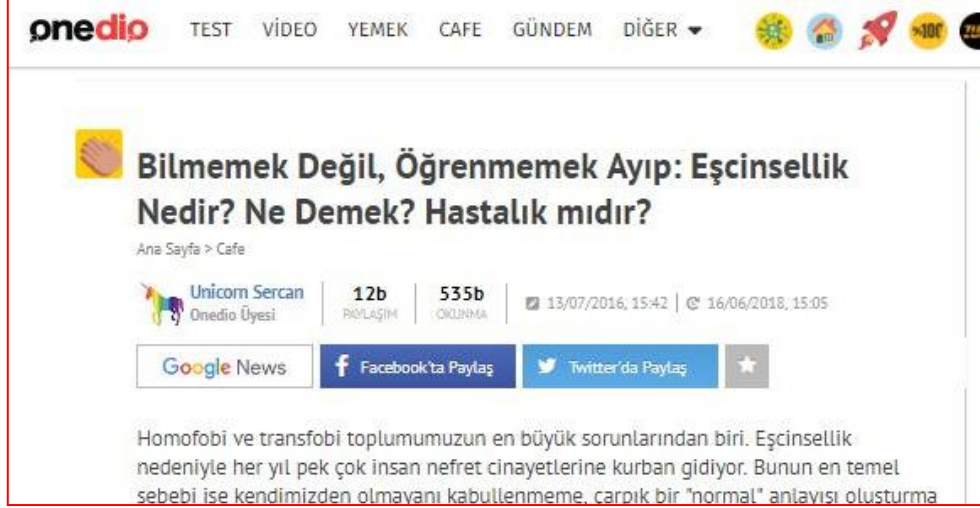 onedio TEST VİDEO YEMEK CAFE GÜNDEM DİĞER %100
Bilmemek Değil, Öğrenmemek Ayıp: Eşcinsellik
Nedir? Ne Demek? Hastalık mıdır?
Ana Sayfa > Cafe
Unicorn Sercan 12b 535b 13/07/2016, 15:42 | 16/06/2018, 15:05
Onedio Üyesi PAYLAŞIM OKUNMA
Google News Facebook'ta Paylaş Twitter'da Paylaş
Homofobi ve transfobi toplumumuzun en büyük sorunlarından biri. Eşcinsellik
nedeniyle her yıl pek çok insan nefret cinayetlerine kurban gidiyor. Bunun en temel
sebebi ise kendimizden olmayanı kabullenmeme, çarpık bir "normal" anlayışı oluşturma